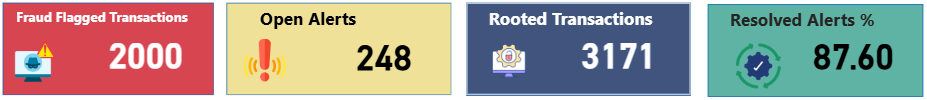 Fraud Flagged Transactions
2000
Open Alerts
248
Rooted Transactions
3171
Resolved Alerts %
87.60